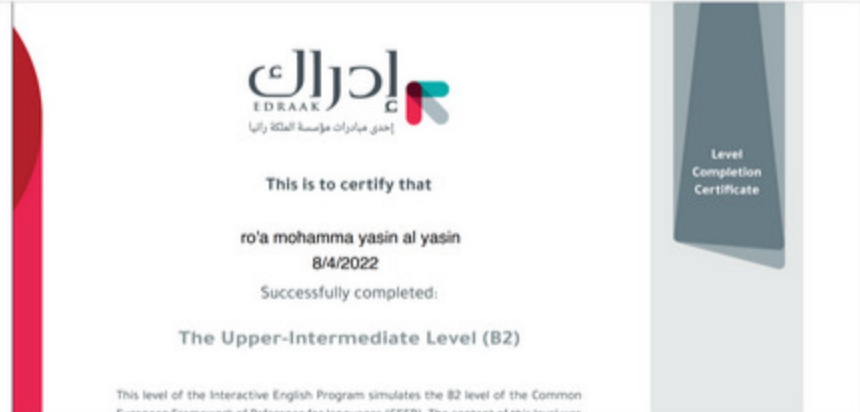 إدراك
EDRAAK
إحدى مبادرات مؤسسة الملكة رانيا
This is to certify that
Level
Completion
Certificate
ro'a mohamma yasin al yasin
8/4/2022
Successfully completed:
The Upper-Intermediate Level (B2)
This level of the Interactive English Program simulates the B2 level of the Common